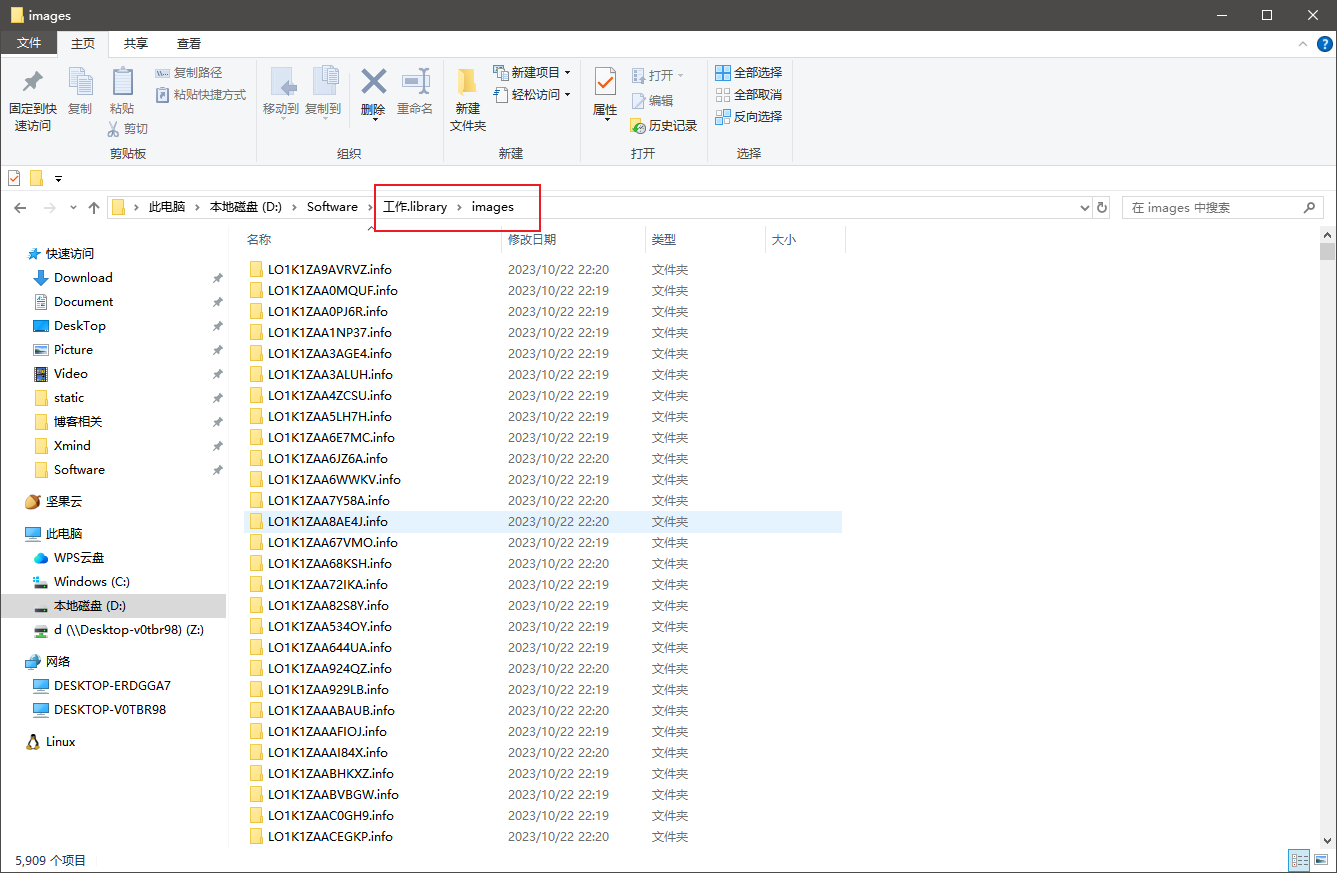 images
文件 主页 共享 查看
固定到快速访问
复制
粘贴
复制路径
粘贴快捷方式
剪切
剪贴板
移动到
复制到
删除
重命名
组织
新建文件夹
新建项目
轻松访问
新建
属性
打开
编辑
历史记录
打开
全部选择
全部取消
反向选择
选择
此电脑 本地磁盘 (D:) Software 工作.library images
在 images 中搜索
名称 修改日期 类型 大小
快速访问
Download
Document
DeskTop
Picture
Video
static
博客相关
Xmind
Software
坚果云
此电脑
WPS云盘
Windows (C:)
本地磁盘 (D:)
d (\\Desktop-v0tbr98) (Z:)
网络
DESKTOP-ERDGGA7
DESKTOP-V0TBR98
Linux
LO1K1ZA9AVRVZ.info 2023/10/22 22:20 文件夹
LO1K1ZAA0MQUF.info 2023/10/22 22:19 文件夹
LO1K1ZAA0PJ6R.info 2023/10/22 22:19 文件夹
LO1K1ZAA1NP37.info 2023/10/22 22:19 文件夹
LO1K1ZAA3AGE4.info 2023/10/22 22:19 文件夹
LO1K1ZAA3ALUH.info 2023/10/22 22:19 文件夹
LO1K1ZAA4ZCSU.info 2023/10/22 22:19 文件夹
LO1K1ZAA5LH7H.info 2023/10/22 22:19 文件夹
LO1K1ZAA6E7MC.info 2023/10/22 22:19 文件夹
LO1K1ZAA6JZ6A.info 2023/10/22 22:20 文件夹
LO1K1ZAA6WWKV.info 2023/10/22 22:19 文件夹
LO1K1ZAA7Y58A.info 2023/10/22 22:20 文件夹
LO1K1ZAA8AE4J.info 2023/10/22 22:20 文件夹
LO1K1ZAA67VMO.info 2023/10/22 22:19 文件夹
LO1K1ZAA68KSH.info 2023/10/22 22:20 文件夹
LO1K1ZAA72IKA.info 2023/10/22 22:19 文件夹
LO1K1ZAA82S8Y.info 2023/10/22 22:19 文件夹
LO1K1ZAA534OY.info 2023/10/22 22:19 文件夹
LO1K1ZAA644UA.info 2023/10/22 22:19 文件夹
LO1K1ZAA924QZ.info 2023/10/22 22:20 文件夹
LO1K1ZAA929LB.info 2023/10/22 22:19 文件夹
LO1K1ZAAABAUB.info 2023/10/22 22:20 文件夹
LO1K1ZAAAFIOJ.info 2023/10/22 22:19 文件夹
LO1K1ZAAAI84X.info 2023/10/22 22:20 文件夹
LO1K1ZAABHKXZ.info 2023/10/22 22:19 文件夹
LO1K1ZAABVBGW.info 2023/10/22 22:19 文件夹
LO1K1ZAAC0GH9.info 2023/10/22 22:19 文件夹
LO1K1ZAACEGKP.info 2023/10/22 22:20 文件夹
5,909 个项目